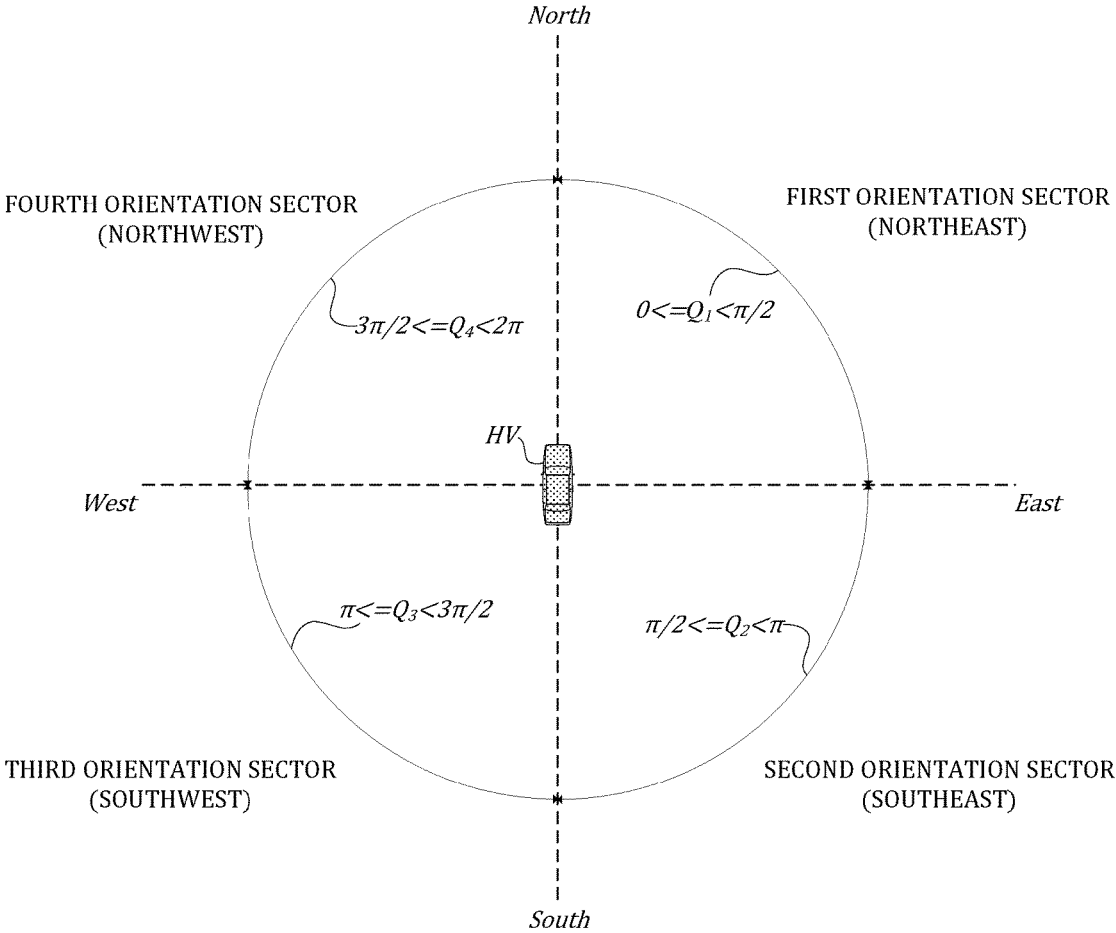 North
FOURTH ORIENTATION SECTOR
(NORTHWEST)
FIRST ORIENTATION SECTOR
(NORTHEAST)
0<=Q₁<π/2
3π/2<=Q₄<2π
HV
West
East
π<=Q₃<3π/2
π/2<=Q₂<π
THIRD ORIENTATION SECTOR
(SOUTHWEST)
SECOND ORIENTATION SECTOR
(SOUTHEAST)
South